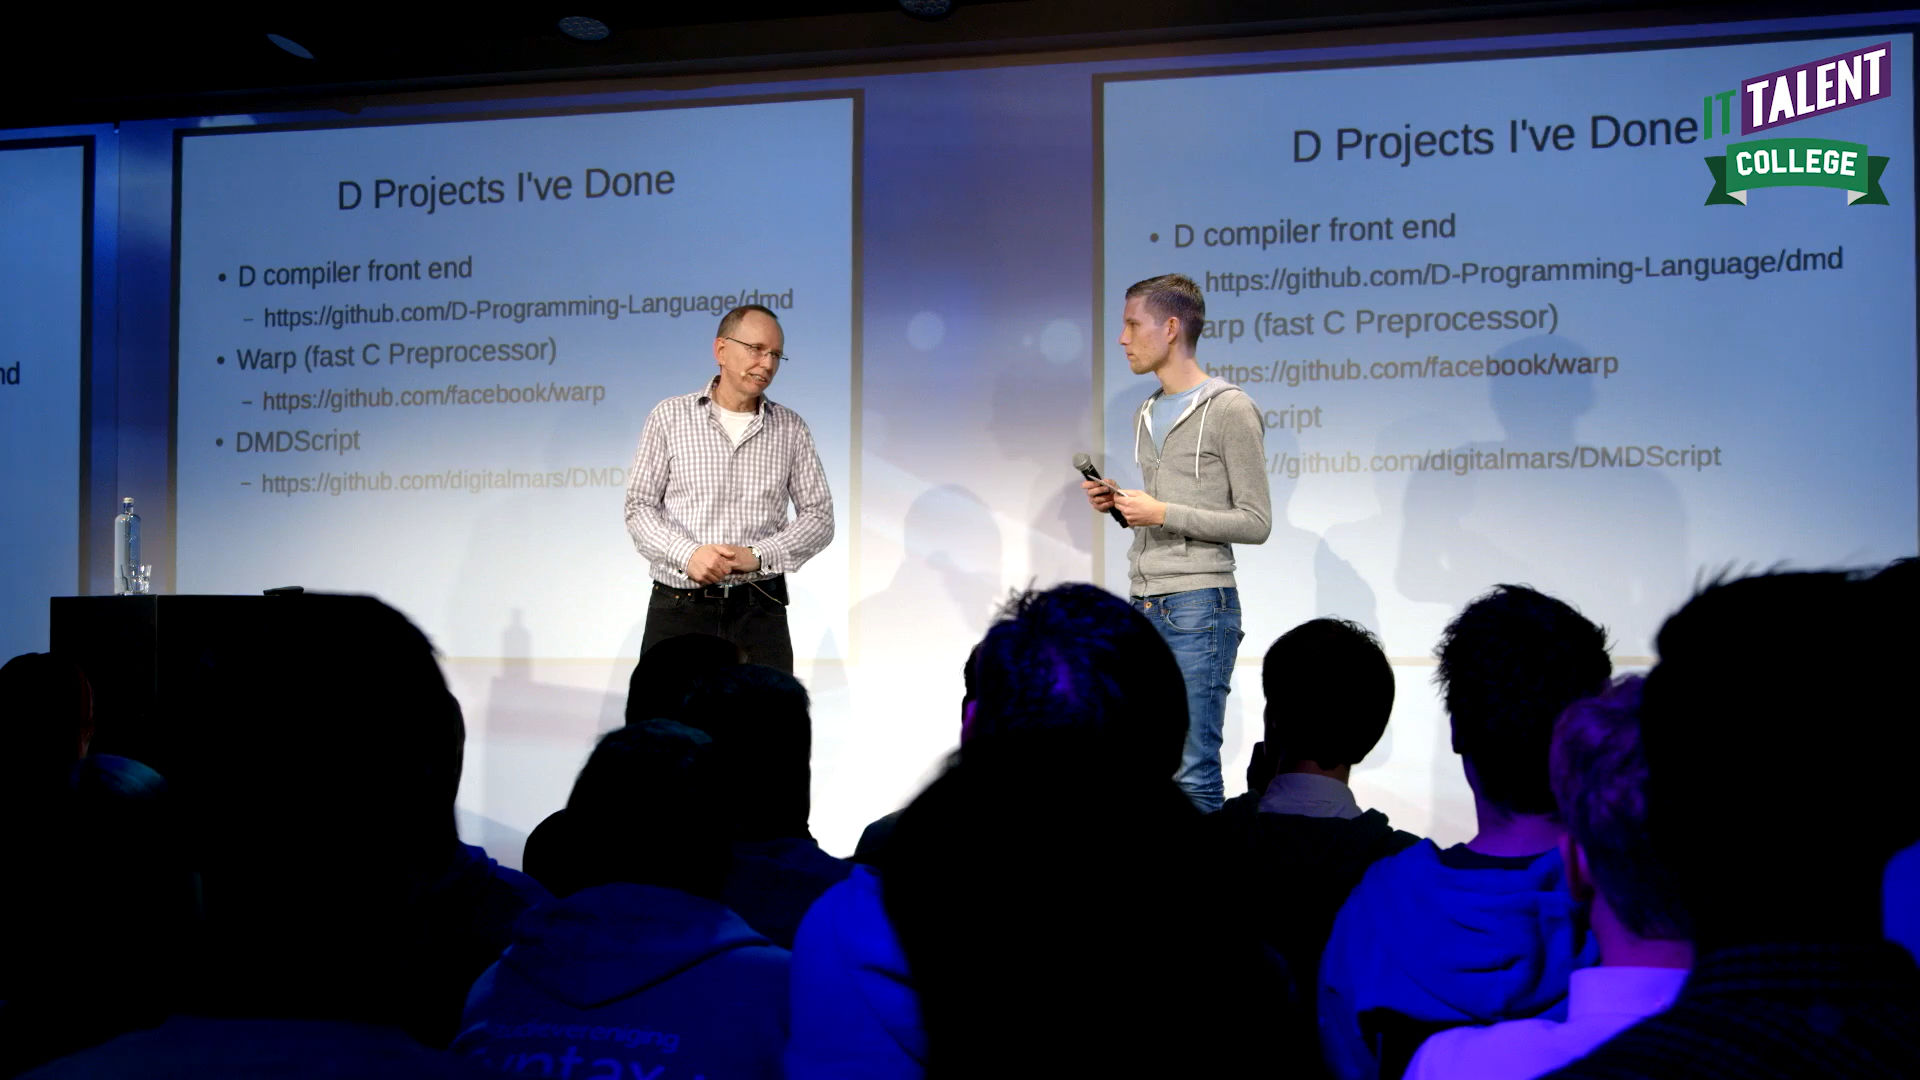 nd
D Projects I've Done
• D compiler front end
– https://github.com/D-Programming-Language/dmd
• Warp (fast C Preprocessor)
– https://github.com/facebook/warp
• DMDScript
– https://github.com/digitalmars/DMDS
D Projects I've Done
• D compiler front end
https://github.com/D-Programming-Language/dmd
arp (fast C Preprocessor)
https://github.com/facebook/warp
cript
://github.com/digitalmars/DMDScript
IT TALENT
COLLEGE